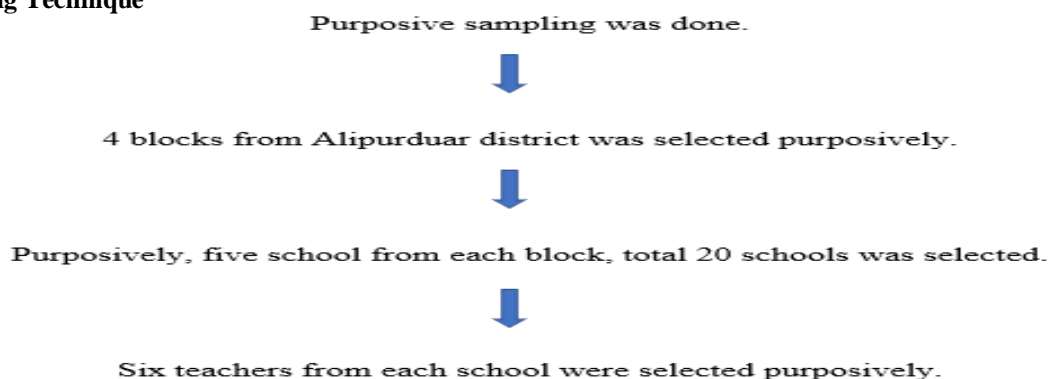 Technique
Purposive sampling was done.
4 blocks from Alipurduar district was selected purposively.
Purposively, five school from each block, total 20 schools was selected.
Six teachers from each school were selected purposively.